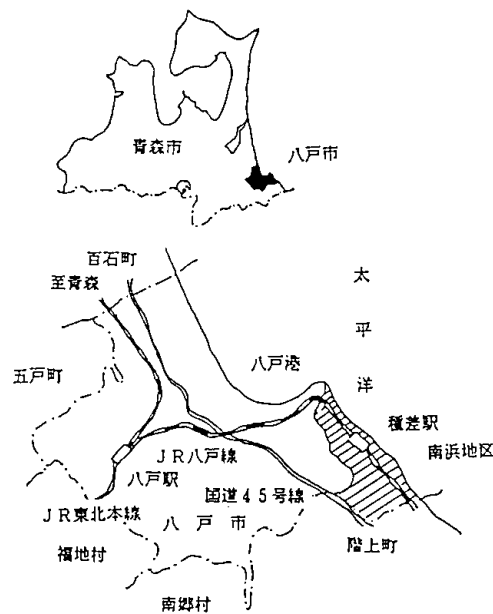 青森市
八戸市
百石町
至青森
太平洋
五戸町
八戸港
種差駅
南浜地区
JR八戸線
八戸駅
国道45号線
JR東北本線
八戸市
福地村
階上町
南郷村